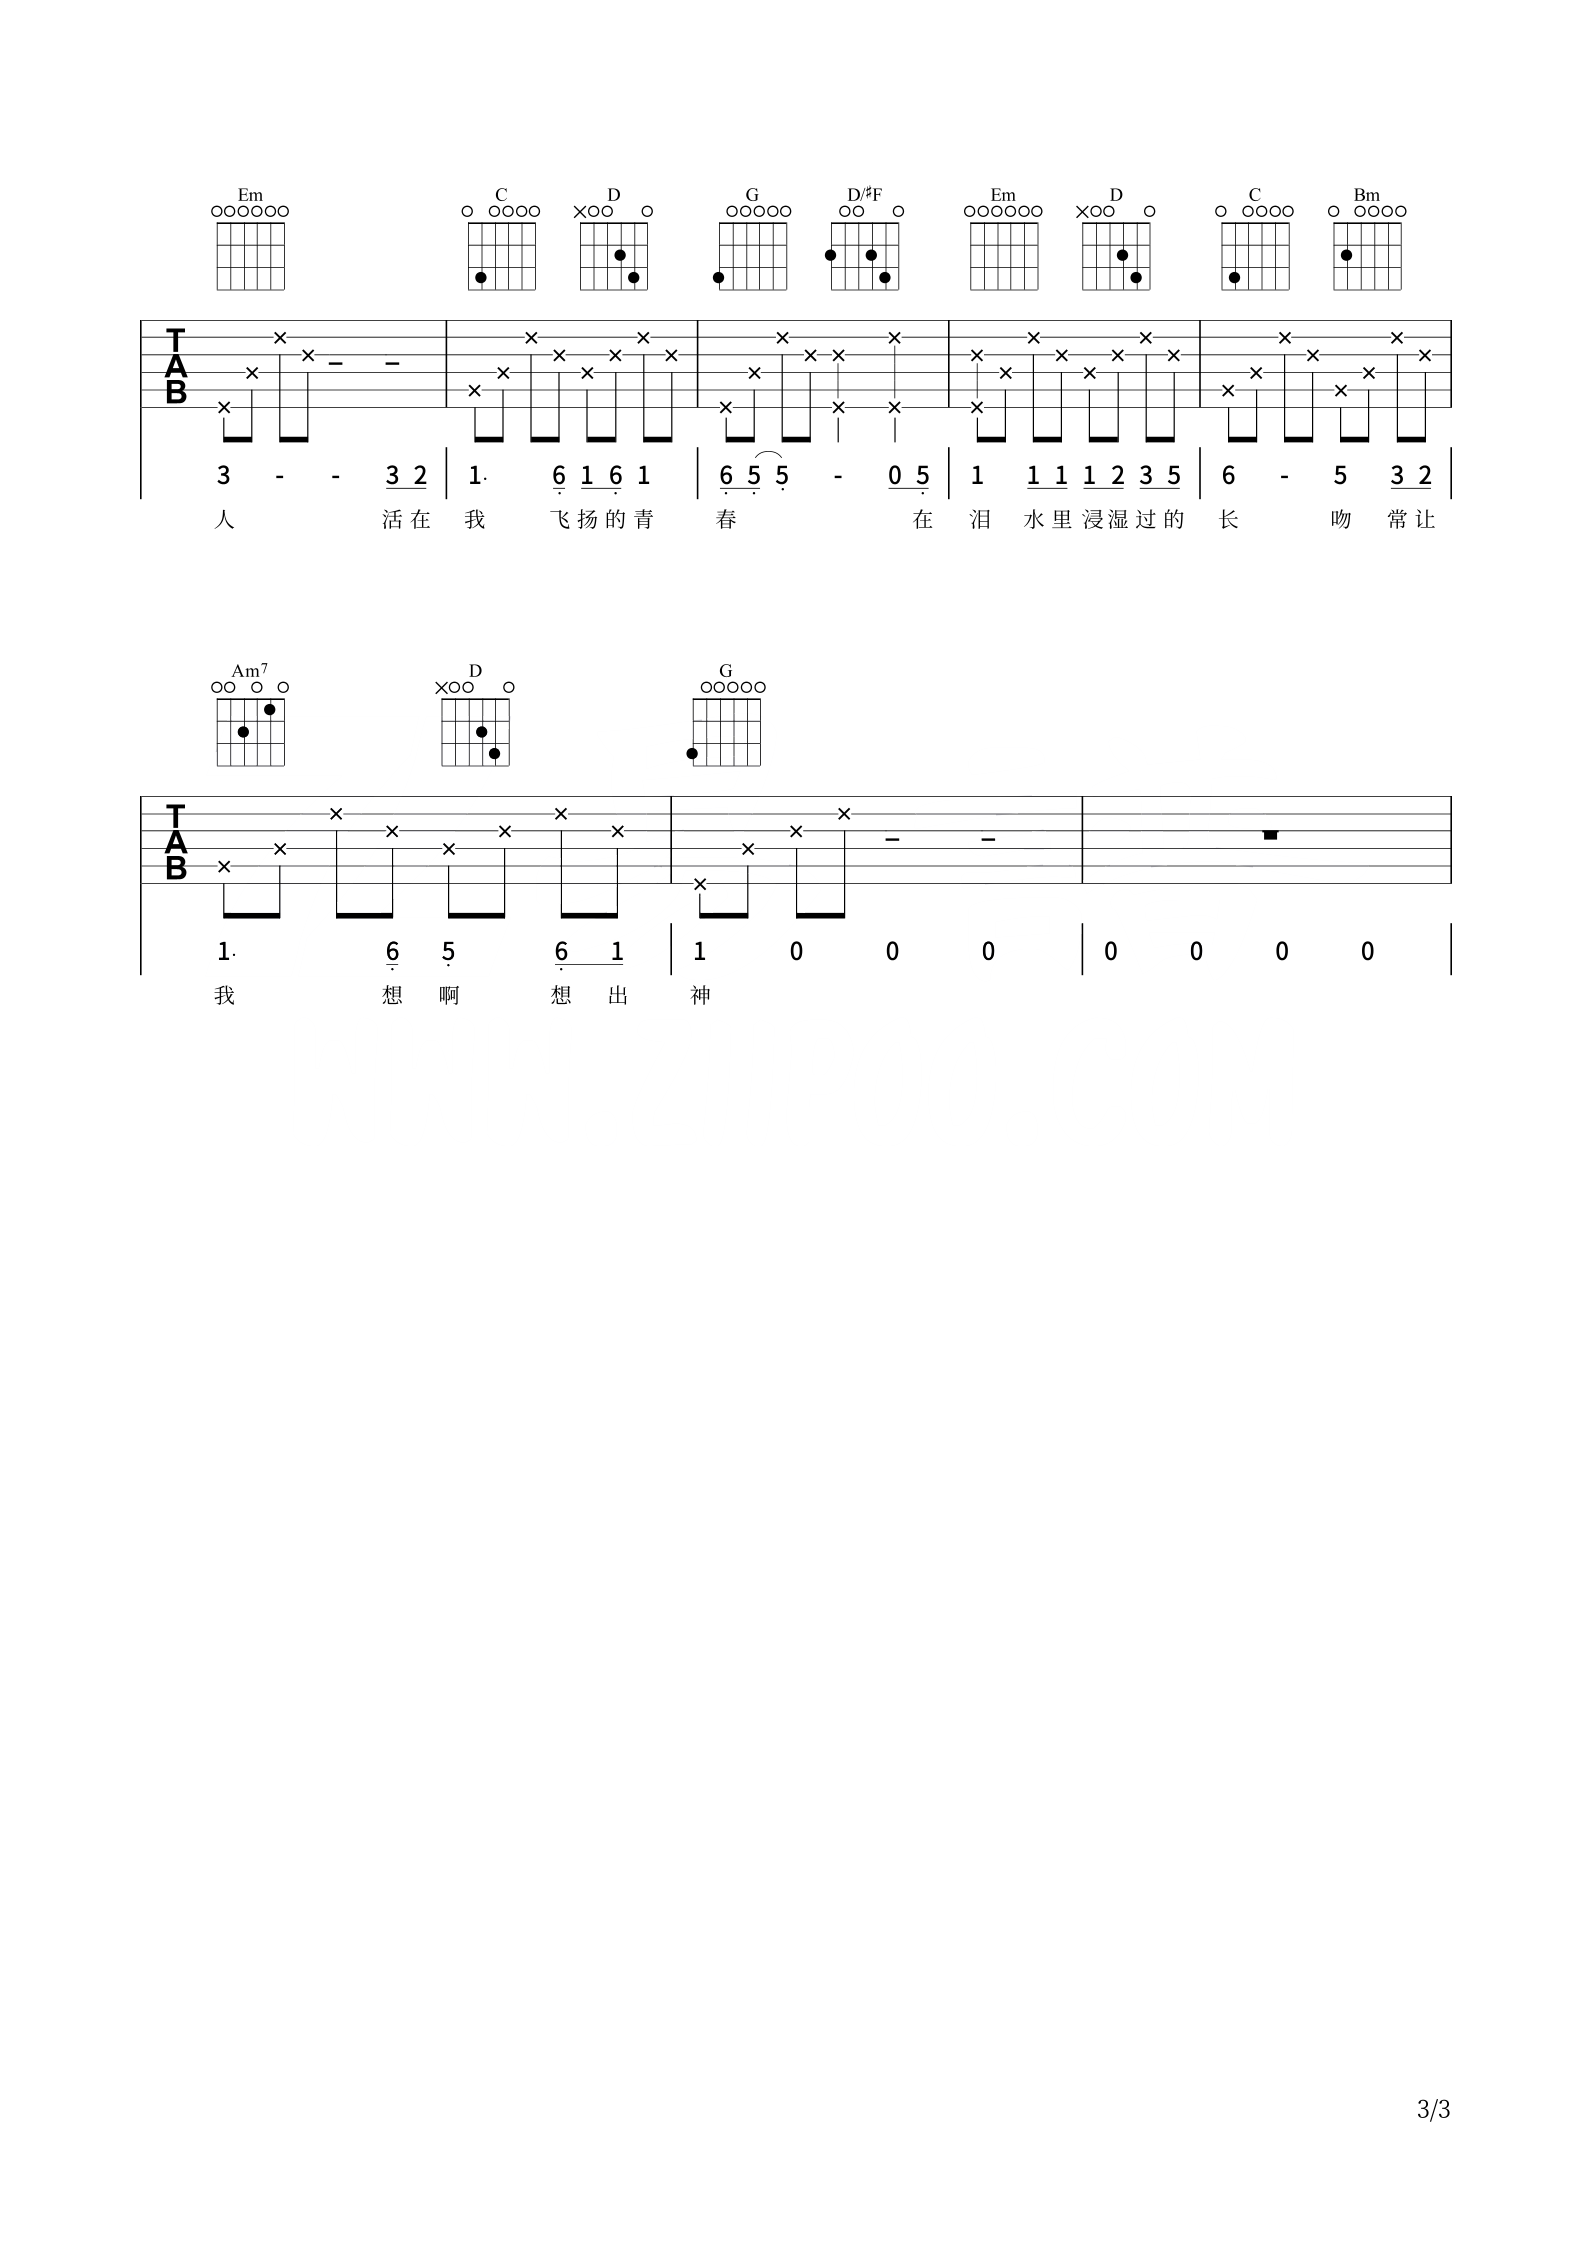 Em C D G D/♯F Em D C Bm
T
A
B
3 - - 3 2 1· 6 1 6 1 6 5 5 - 0 5 1 1 1 1 2 3 5 6 - 5 3 2
人 活在我 飞扬的青 春 在 泪 水里浸湿过的 长 吻 常让
Am7 D G
T
A
B
1· 6 5 6 1 1 0 0 0 0 0 0 0
我 想 啊 想 出 神
3/3